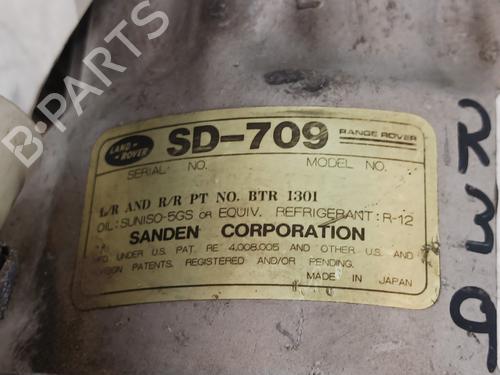 LAND
ROVER
SD-709
RANGE ROVER
SERIAL NO.
MODEL NO.
L/R AND R/R PT NO. BTR 1301
OIL: SUNISO-5GS OR EQUIV. REFRIGERANT: R-12
SANDEN CORPORATION
MFG UNDER U.S. PAT. RE 4,008,005 AND OTHER U.S. AND
FOREIGN PATENTS, REGISTERED AND/OR PENDING.
MADE IN JAPAN
B-PARTS